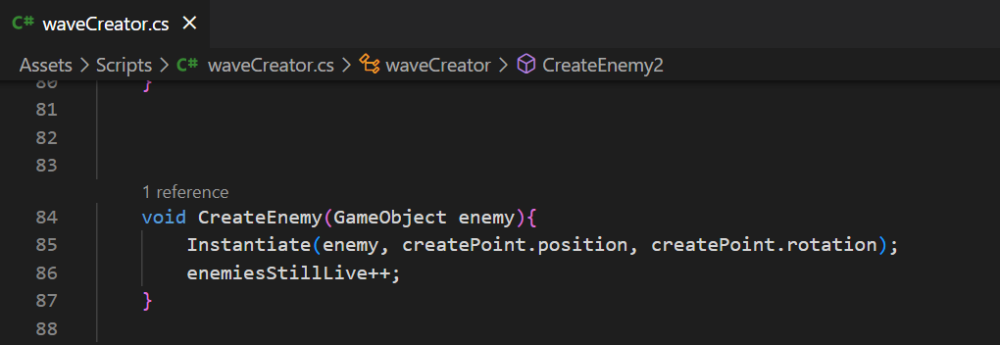 C# waveCreator.cs ×
Assets > Scripts > C# waveCreator.cs > waveCreator > CreateEnemy2
80 }
81
82
83
1 reference
84 void CreateEnemy(GameObject enemy){
85 Instantiate(enemy, createPoint.position, createPoint.rotation);
86 enemiesStillLive++;
87 }
88